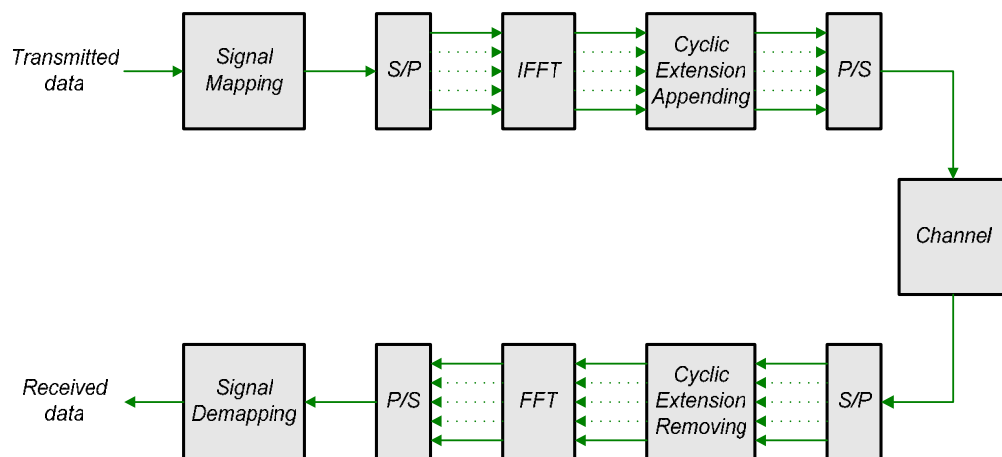 Transmitted
data
Signal
Mapping
S/P
IFFT
Cyclic
Extension
Appending
P/S
Channel
Received
data
Signal
Demapping
P/S
FFT
Cyclic
Extension
Removing
S/P